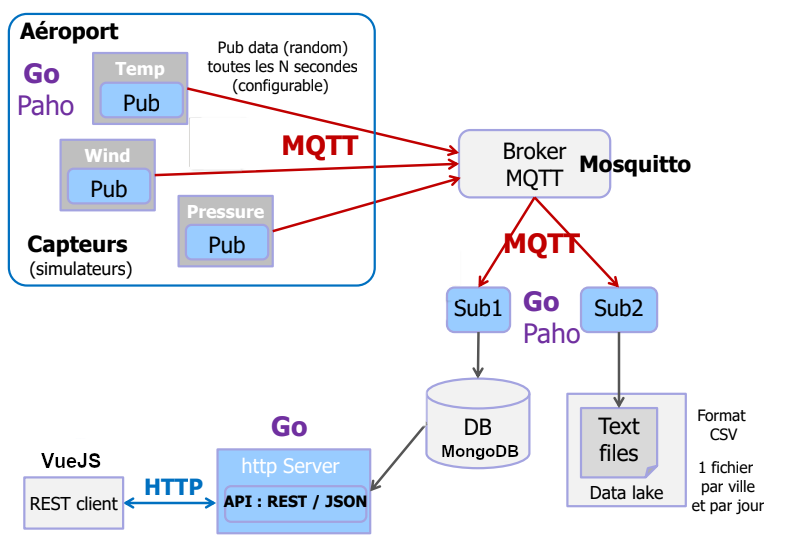 Aéroport
Pub data (random)
toutes les N secondes
(configurable)
Go
Paho
Temp
Pub
MQTT
Wind
Pub
Pressure
Pub
Capteurs
(simulateurs)
Broker
MQTT
Mosquitto
MQTT
Sub1
Go
Paho
Sub2
DB
MongoDB
Text
files
Data lake
Format
CSV
1 fichier
par ville
et par jour
Go
http Server
API : REST / JSON
HTTP
VueJS
REST client